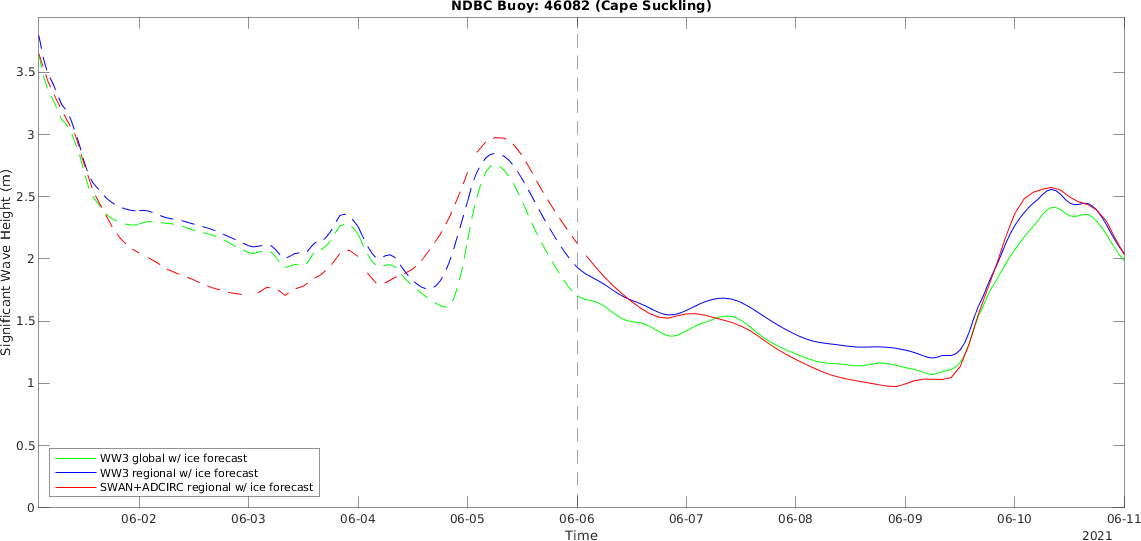 NDBC Buoy: 46082 (Cape Suckling)
Significant Wave Height (m)
3.5
3
2.5
2
1.5
1
0.5
0
WW3 global w/ ice forecast
WW3 regional w/ ice forecast
SWAN+ADCIRC regional w/ ice forecast
06-02 06-03 06-04 06-05 06-06 06-07 06-08 06-09 06-10 06-11
Time
2021